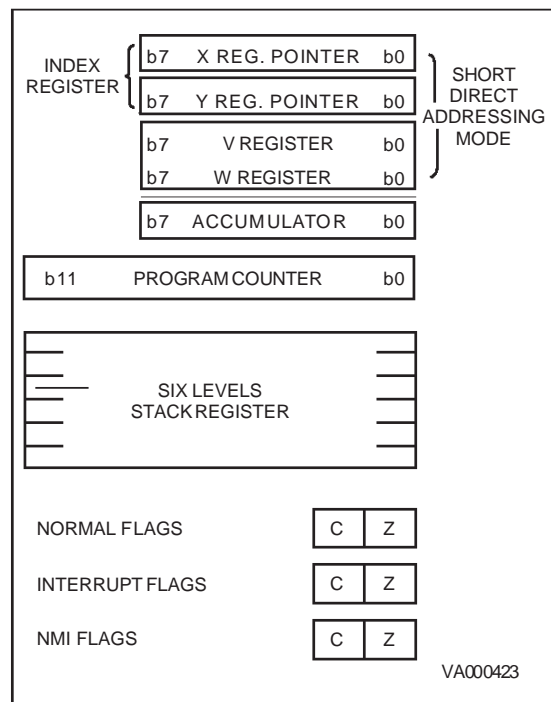 INDEX
REGISTER
b7 X REG. POINTER b0
b7 Y REG. POINTER b0
b7 V REGISTER b0
b7 W REGISTER b0
b7 ACCUMULATOR b0
SHORT
DIRECT
ADDRESSING
MODE
b11 PROGRAM COUNTER b0
SIX LEVELS
STACK REGISTER
NORMAL FLAGS C Z
INTERRUPT FLAGS C Z
NMI FLAGS C Z
VA000423